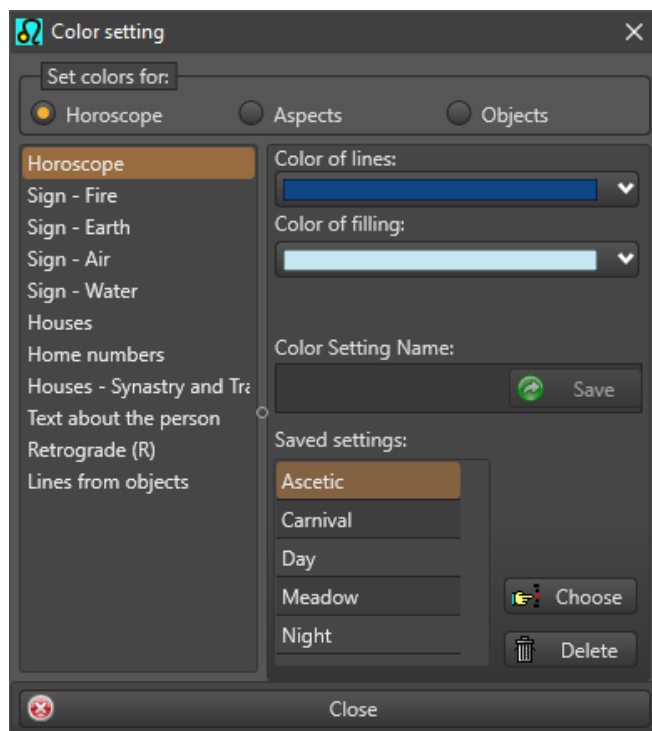 Color setting
Set colors for:
Horoscope
Aspects
Objects
Horoscope
Sign - Fire
Sign - Earth
Sign - Air
Sign - Water
Houses
Home numbers
Houses - Synastry and Tra
Text about the person
Retrograde (R)
Lines from objects
Color of lines:
Color of filling:
Color Setting Name:
Save
Saved settings:
Ascetic
Carnival
Day
Meadow
Night
Choose
Delete
Close